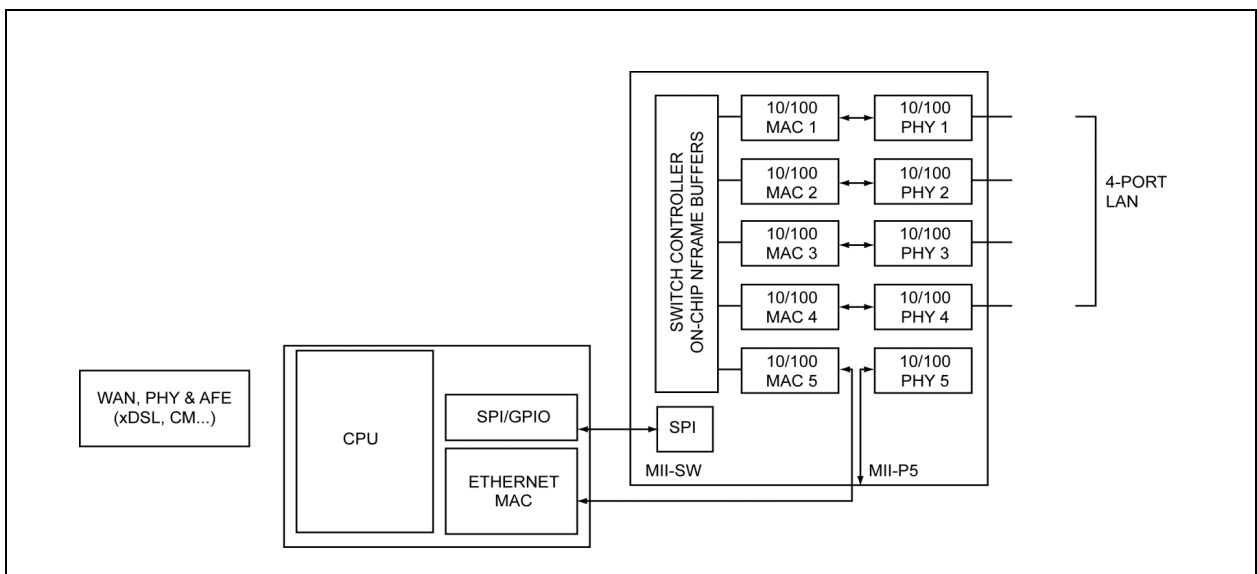 10/100
MAC 1
10/100
PHY 1
10/100
MAC 2
10/100
PHY 2
10/100
MAC 3
10/100
PHY 3
10/100
MAC 4
10/100
PHY 4
10/100
MAC 5
10/100
PHY 5
SWITCH CONTROLLER
ON-CHIP NFRAME BUFFERS
4-PORT
LAN
WAN, PHY & AFE
(xDSL, CM...)
CPU
SPI/GPIO
ETHERNET
MAC
SPI
MII-SW
MII-P5